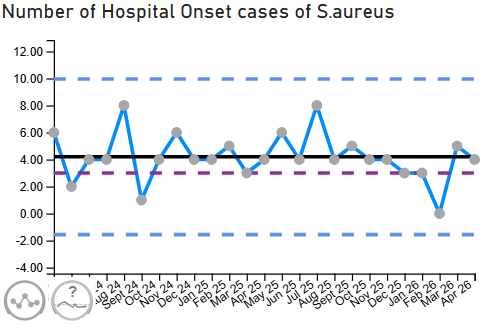 Number of Hospital Onset cases of S.aureus
12.00
10.00
8.00
6.00
4.00
2.00
0.00
-2.00
-4.00
4
ug 24
Sept 24
Oct 24
Nov 24
Dec 24
Jan 25
Feb 25
Mar 25
Apr 25
May 25
Jun 25
Jul 25
Aug 25
Sept 25
Oct 25
Nov 25
Dec 25
Jan 26
Feb 26
Mar 26
Apr 26
?